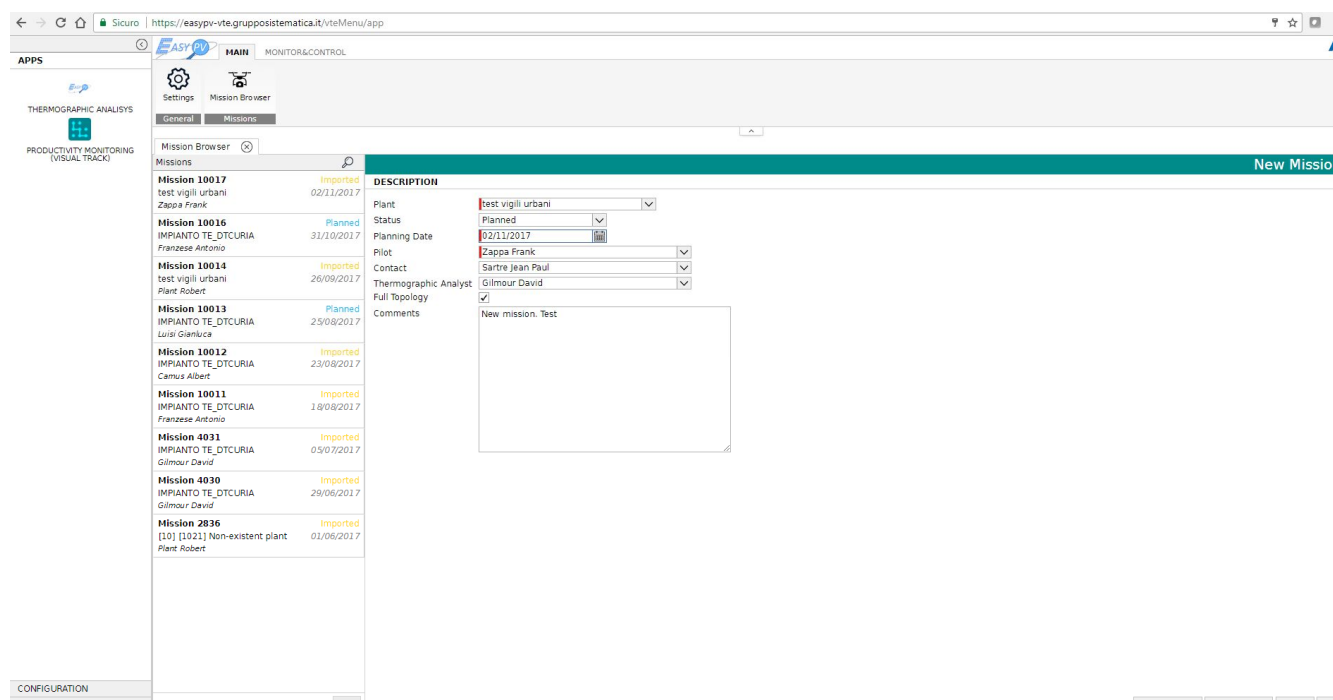 Sicuro https://easypv-vte.grupposistematica.it/vteMenu/app
APPS
EASY PV
MAIN MONITOR&CONTROL
Settings Mission Browser
General Missions
THERMOGRAPHIC ANALISYS
PRODUCTIVITY MONITORING
(VISUAL TRACK)
Mission Browser
Missions
Mission 10017 Imported
test vigili urbani 02/11/2017
Zappa Frank
Mission 10016 Planned
IMPIANTO TE_DTCURIA 31/10/2017
Franzese Antonio
Mission 10014 Imported
test vigili urbani 26/09/2017
Plant Robert
Mission 10013 Planned
IMPIANTO TE_DTCURIA 25/08/2017
Luisi Gianluca
Mission 10012 Imported
IMPIANTO TE_DTCURIA 23/08/2017
Camus Albert
Mission 10011 Imported
IMPIANTO TE_DTCURIA 18/08/2017
Franzese Antonio
Mission 4031 Imported
IMPIANTO TE_DTCURIA 05/07/2017
Gilmour David
Mission 4030 Imported
IMPIANTO TE_DTCURIA 29/06/2017
Gilmour David
Mission 2836 Imported
[10] [1021] Non-existent plant 01/06/2017
Plant Robert
New Missio
DESCRIPTION
Plant test vigili urbani
Status Planned
Planning Date 02/11/2017
Pilot Zappa Frank
Contact Sartre Jean Paul
Thermographic Analyst Gilmour David
Full Topology
Comments New mission. Test
CONFIGURATION